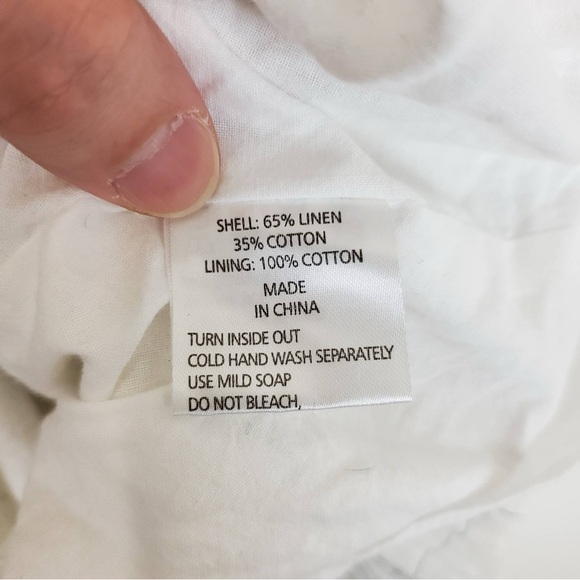 SHELL: 65% LINEN
35% COTTON
LINING: 100% COTTON
MADE
IN CHINA
TURN INSIDE OUT
COLD HAND WASH SEPARATELY
USE MILD SOAP
DO NOT BLEACH,